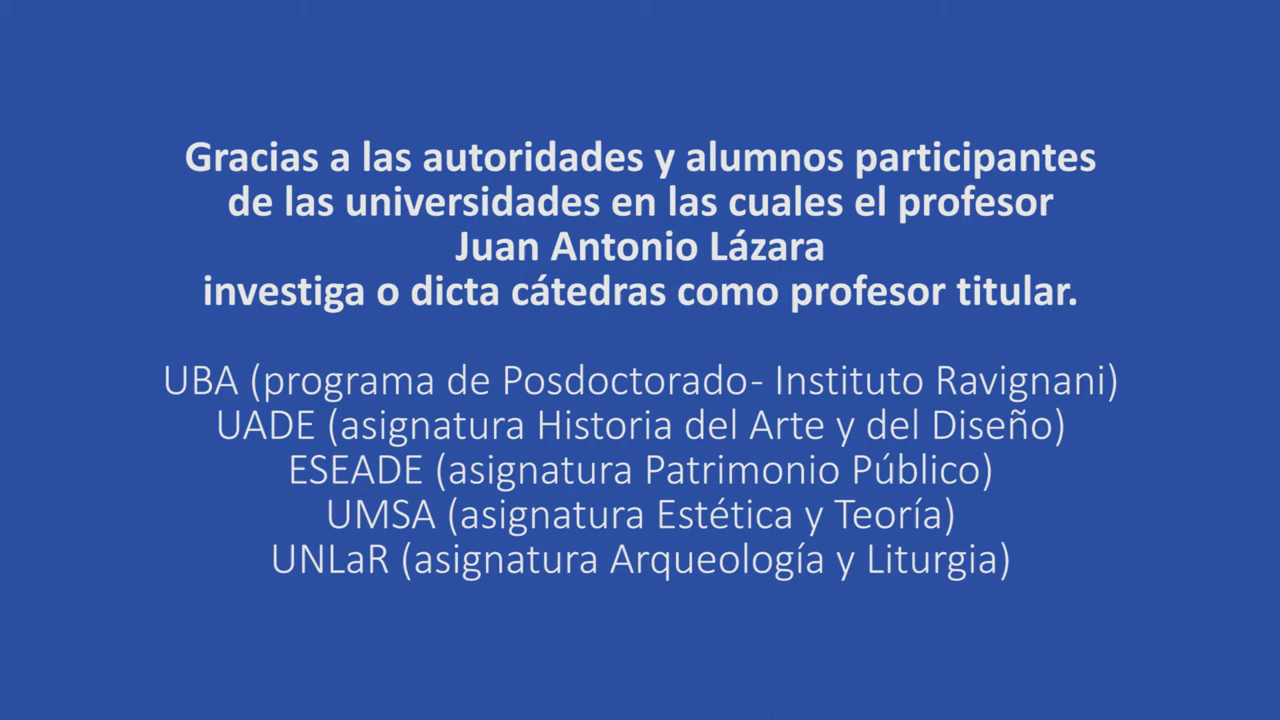 Gracias a las autoridades y alumnos participantes
de las universidades en las cuales el profesor
Juan Antonio Lázara
investiga o dicta cátedras como profesor titular.
UBA (programa de Posdoctorado- Instituto Ravignani)
UADE (asignatura Historia del Arte y del Diseño)
ESEADE (asignatura Patrimonio Público)
UMSA (asignatura Estética y Teoría)
UNLaR (asignatura Arqueología y Liturgia)